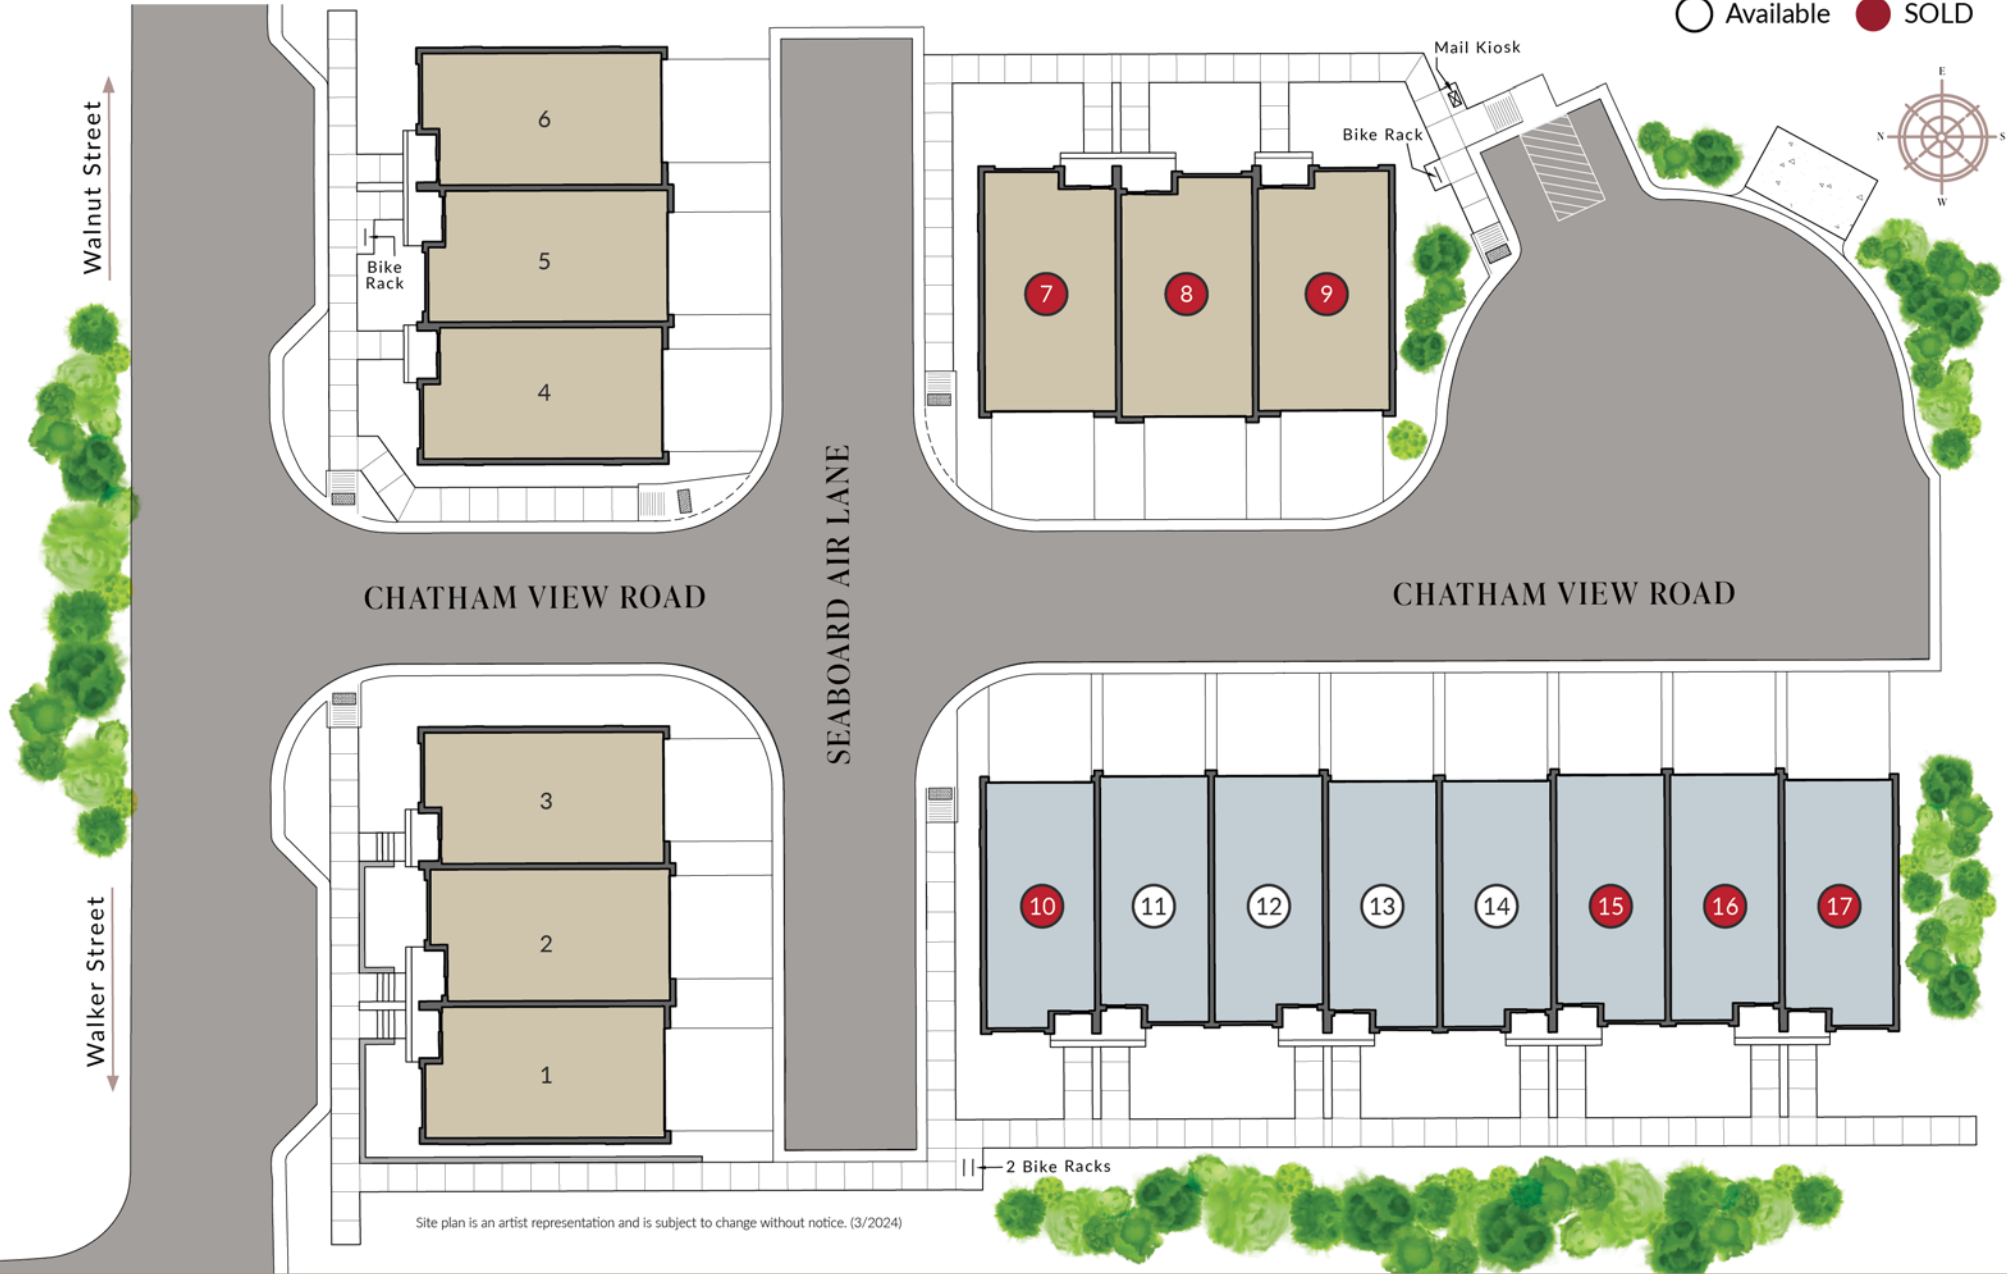 Available
SOLD
Mail Kiosk
Bike Rack
E
N
S
W
Walnut Street
6
5
4
Bike
Rack
7
8
9
CHATHAM VIEW ROAD
SEABOARD AIR LANE
CHATHAM VIEW ROAD
Walker Street
3
2
1
10
11
12
13
14
15
16
17
2 Bike Racks
Site plan is an artist representation and is subject to change without notice. (3/2024)